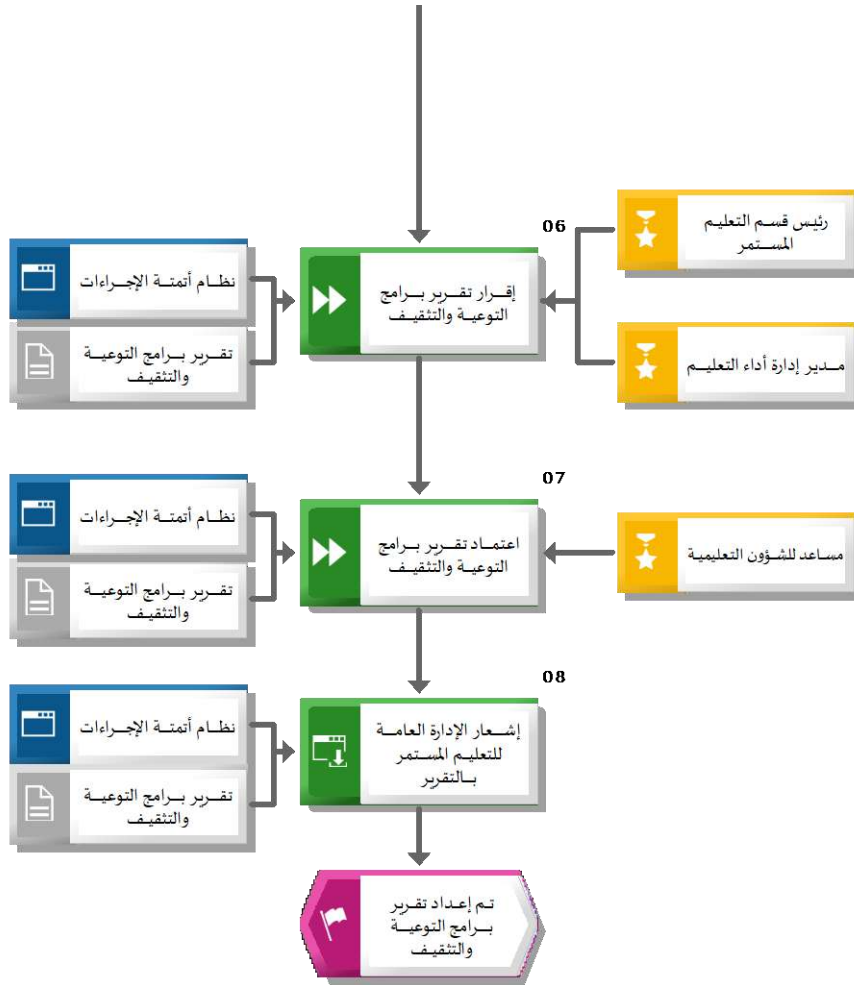 06
رئيس قسم التعليم
المستمر
مدير إدارة أداء التعليم
إقرار تقرير برامج
التوعية والتثقيف
نظام أتمتة الإجراءات
تقرير برامج التوعية
والتثقيف
07
مساعد للشؤون التعليمية
اعتماد تقرير برامج
التوعية والتثقيف
نظام أتمتة الإجراءات
تقرير برامج التوعية
والتثقيف
08
إشعار الإدارة العامة
للتعليم المستمر
بالتقرير
نظام أتمتة الإجراءات
تقرير برامج التوعية
والتثقيف
تم إعداد تقرير
برامج التوعية
والتثقيف